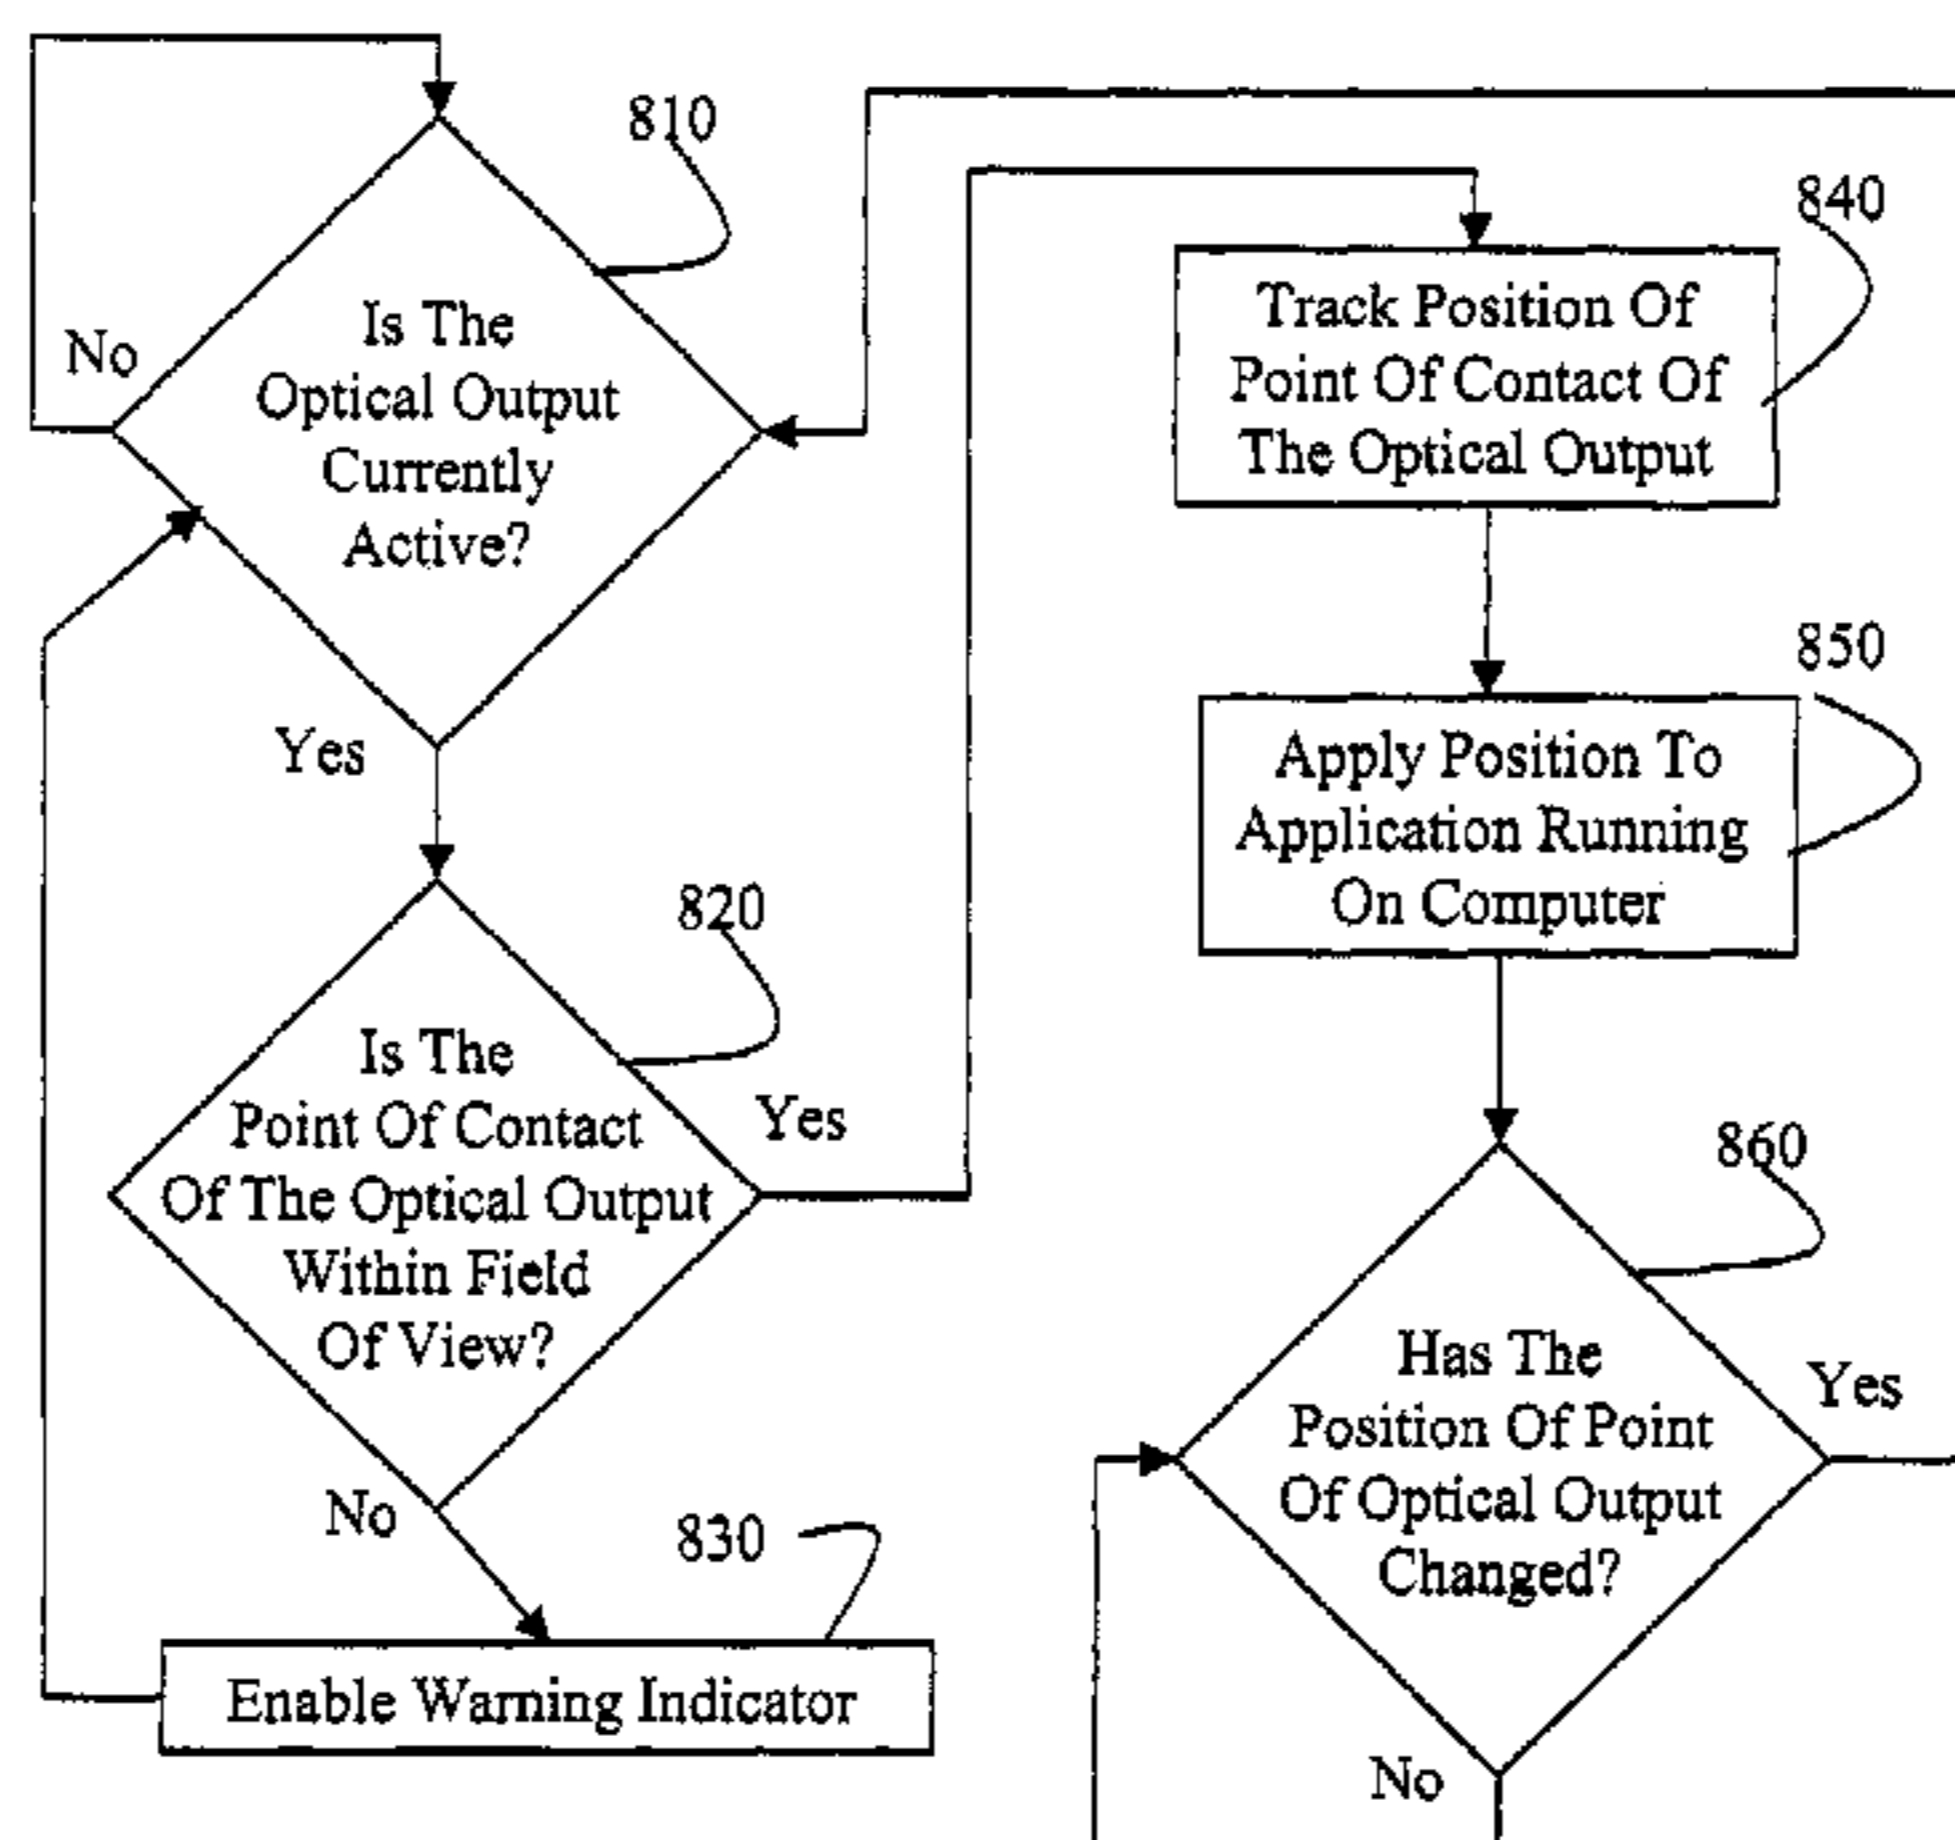 810
No
Is The
Optical Output
Currently
Active?
Yes
820
Is The
Point Of Contact
Of The Optical Output
Within Field
Of View?
Yes
No
830
Enable Warning Indicator
840
Track Position Of
Point Of Contact Of
The Optical Output
850
Apply Position To
Application Running
On Computer
860
Has The
Position Of Point
Of Optical Output
Changed?
Yes
No